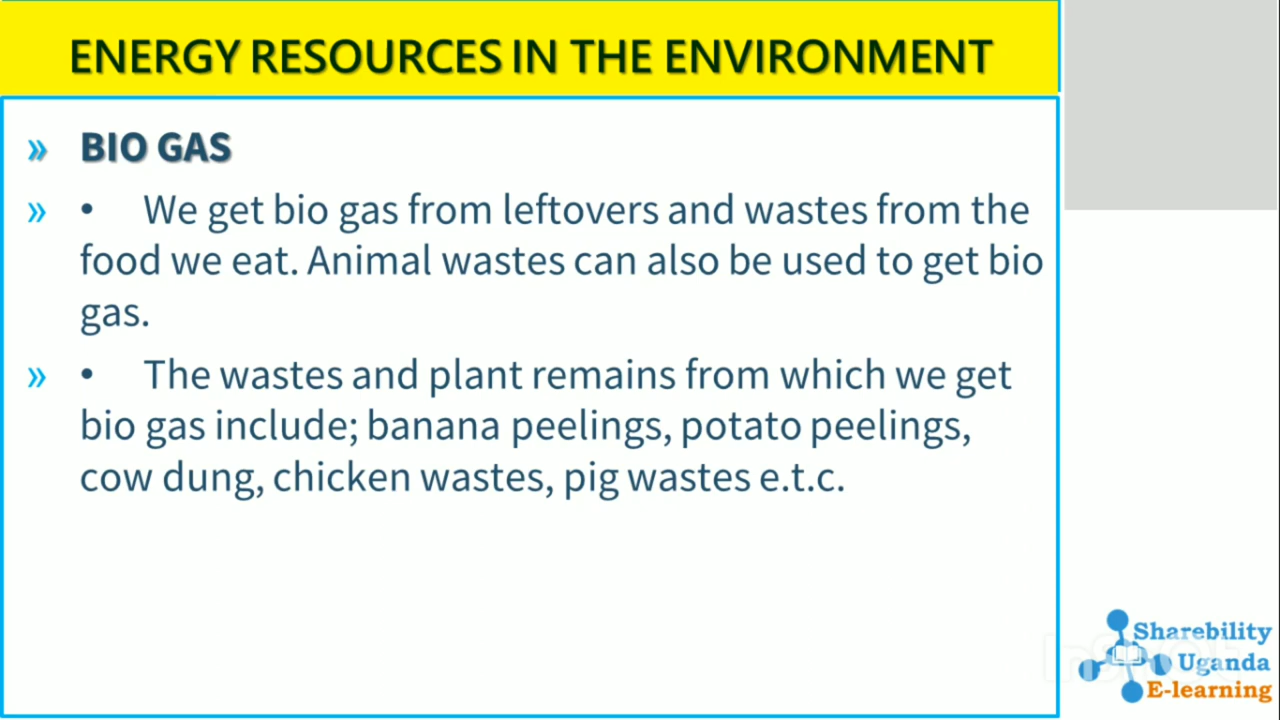 ENERGY RESOURCES IN THE ENVIRONMENT
» BIO GAS
» • We get bio gas from leftovers and wastes from the
food we eat. Animal wastes can also be used to get bio
gas.
» • The wastes and plant remains from which we get
bio gas include; banana peelings, potato peelings,
cow dung, chicken wastes, pig wastes e.t.c.
Sharebility
Uganda
E-learning